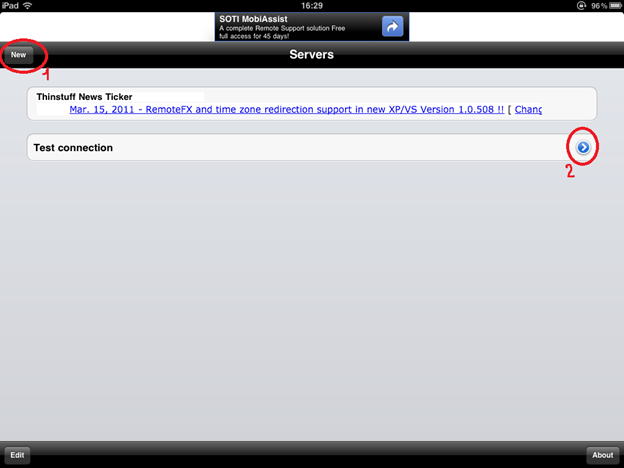 iPad 16:29 96%
SOTI MobiAssist
A complete Remote Support solution Free
full access for 45 days!
New Servers
1
Thinstuff News Ticker
Mar. 15, 2011 - RemoteFX and time zone redirection support in new XP/VS Version 1.0.508 !! [ Chang
Test connection
2
Edit About